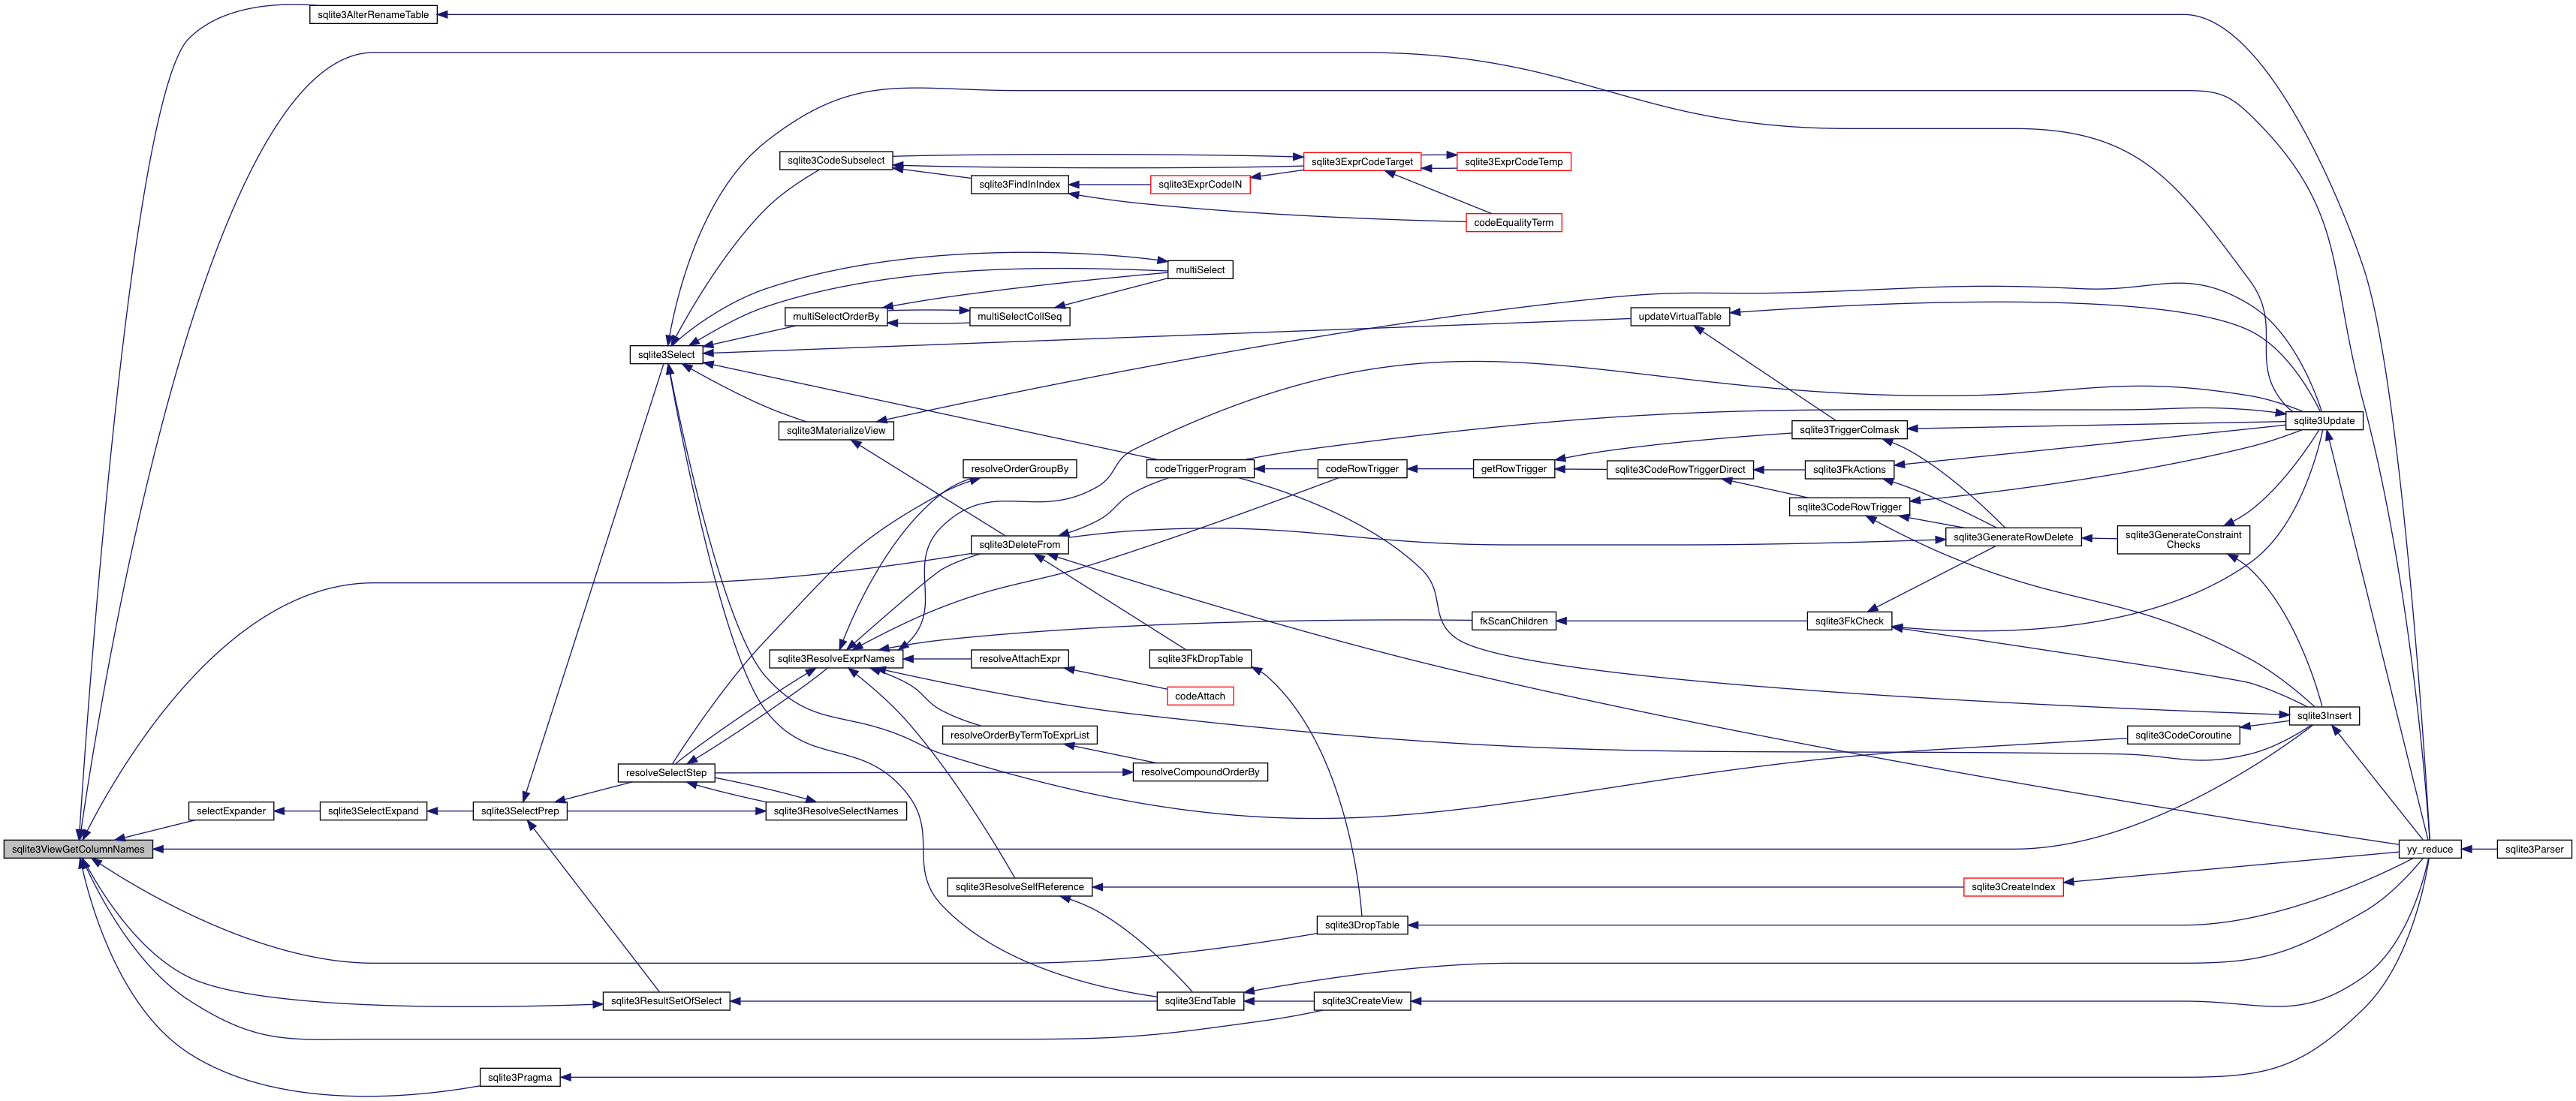 sqlite3AlterRenameTable
sqlite3CodeSubselect
sqlite3ExprCodeTarget
sqlite3ExprCodeTemp
sqlite3FindInIndex
sqlite3ExprCodeIN
codeEqualityTerm
multiSelect
multiSelectOrderBy
multiSelectCollSeq
updateVirtualTable
sqlite3Select
sqlite3MaterializeView
sqlite3TriggerColmask
sqlite3Update
resolveOrderGroupBy
codeTriggerProgram
codeRowTrigger
getRowTrigger
sqlite3CodeRowTriggerDirect
sqlite3FkActions
sqlite3CodeRowTrigger
sqlite3DeleteFrom
sqlite3GenerateRowDelete
sqlite3GenerateConstraint
Checks
fkScanChildren
sqlite3FkCheck
sqlite3ResolveExprNames
resolveAttachExpr
sqlite3FkDropTable
codeAttach
sqlite3Insert
resolveOrderByTermToExprList
sqlite3CodeCoroutine
resolveSelectStep
resolveCompoundOrderBy
selectExpander
sqlite3SelectExpand
sqlite3SelectPrep
sqlite3ResolveSelectNames
sqlite3ViewGetColumnNames
yy_reduce
sqlite3Parser
sqlite3ResolveSelfReference
sqlite3CreateIndex
sqlite3DropTable
sqlite3ResultSetOfSelect
sqlite3EndTable
sqlite3CreateView
sqlite3Pragma